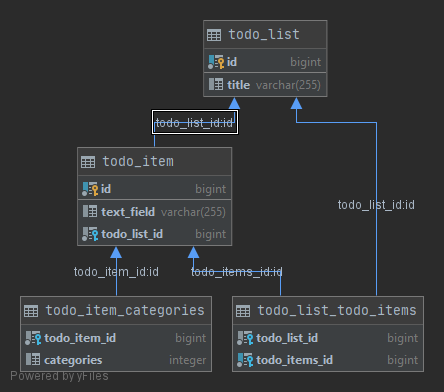 todo_list
id bigint
title varchar(255)
todo_list_id:id
todo_item
id bigint
text_field varchar(255)
todo_list_id bigint
todo_list_id:id
todo_item_id:id
todo_items_id:id
todo_item_categories
todo_item_id bigint
categories integer
todo_list_todo_items
todo_list_id bigint
todo_items_id bigint
Powered by yFiles